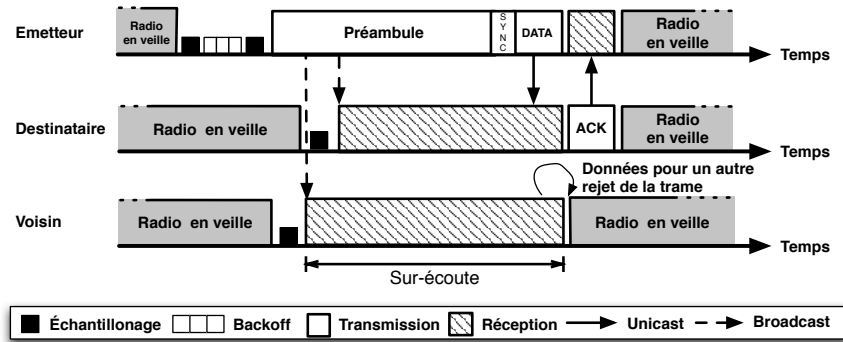 Emetteur
Radio
en veille
Préambule
S
Y
N
C
DATA
Radio
en veille
Temps
Destinataire
Radio en veille
ACK
Radio
en veille
Temps
Données pour un autre
rejet de la trame
Voisin
Radio en veille
Radio en veille
Temps
Sur-écoute
Échantillonage
Backoff
Transmission
Réception
Unicast
Broadcast